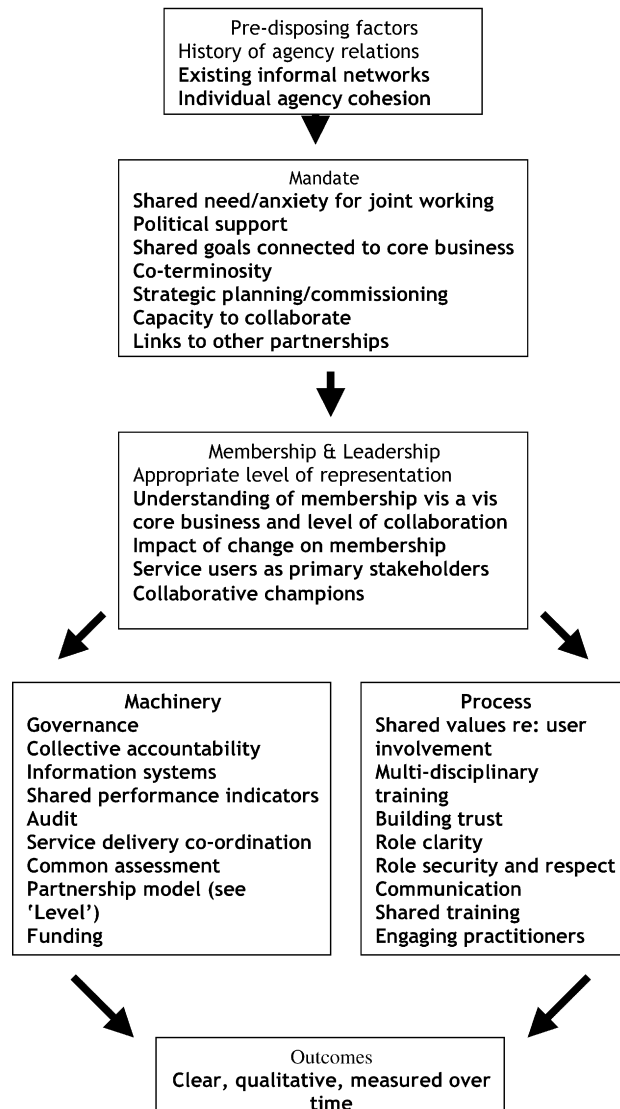 Pre-disposing factors
History of agency relations
Existing informal networks
Individual agency cohesion
Mandate
Shared need/anxiety for joint working
Political support
Shared goals connected to core business
Co-terminosity
Strategic planning/commissioning
Capacity to collaborate
Links to other partnerships
Membership & Leadership
Appropriate level of representation
Understanding of membership vis a vis
core business and level of collaboration
Impact of change on membership
Service users as primary stakeholders
Collaborative champions
Machinery
Governance
Collective accountability
Information systems
Shared performance indicators
Audit
Service delivery co-ordination
Common assessment
Partnership model (see
‘Level’)
Funding
Process
Shared values re: user
involvement
Multi-disciplinary
training
Building trust
Role clarity
Role security and respect
Communication
Shared training
Engaging practitioners
Outcomes
Clear, qualitative, measured over
time